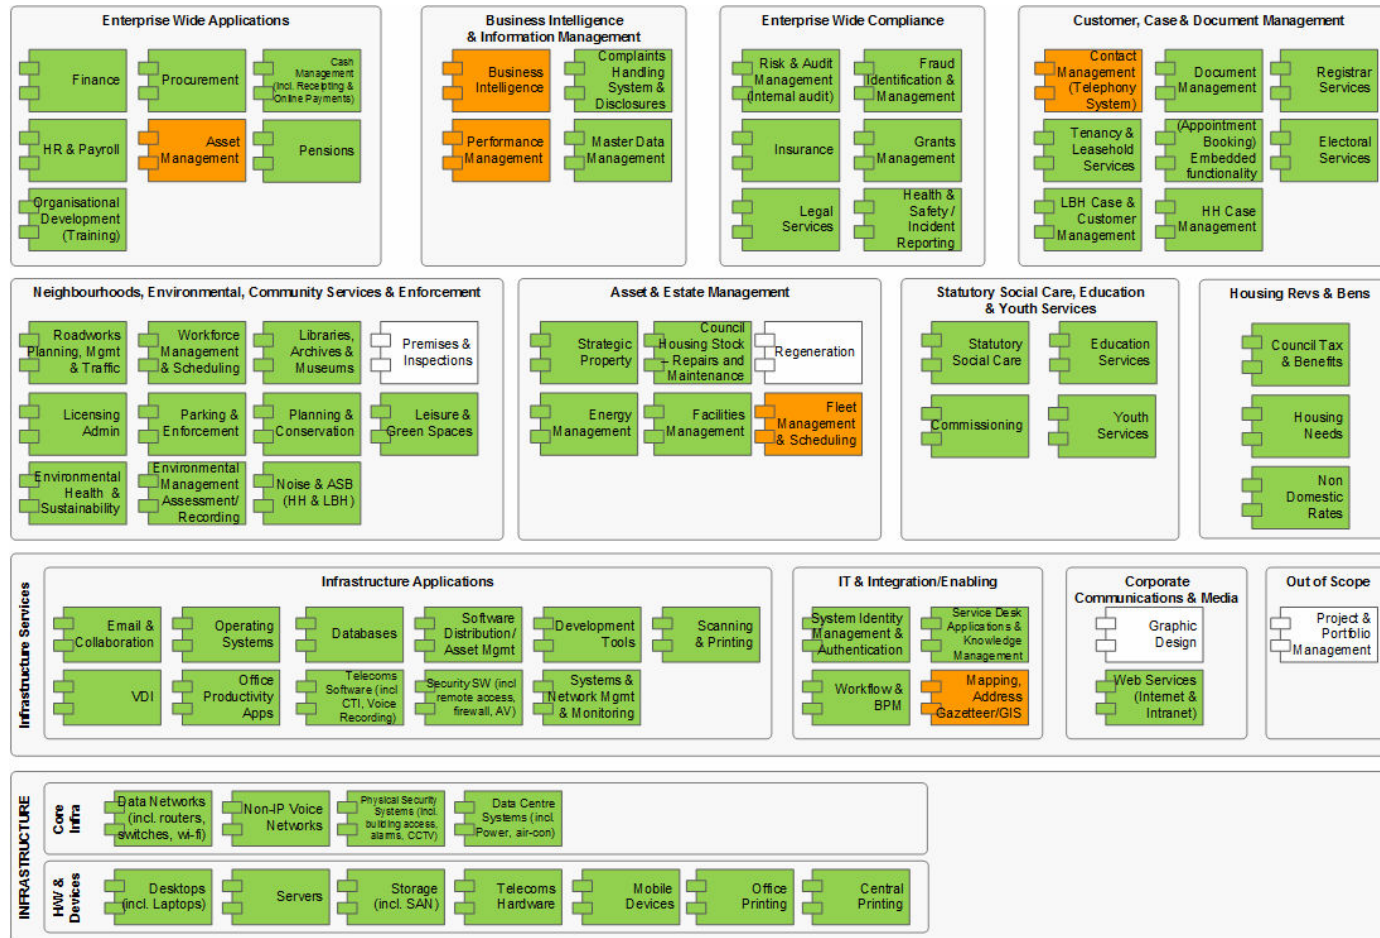 Enterprise Wide Applications
Finance
Procurement
Cash
Management
(Incl. Receipting &
Online Payments)
HR & Payroll
Asset
Management
Pensions
Organisational
Development
(Training)
Business Intelligence
& Information Management
Business
Intelligence
Complaints
Handling
System &
Disclosures
Performance
Management
Master Data
Management
Enterprise Wide Compliance
Risk & Audit
Management
(Internal audit)
Fraud
Identification &
Management
Insurance
Grants
Management
Legal
Services
Health &
Safety /
Incident
Reporting
Customer, Case & Document Management
Contact
Management
(Telephony
System)
Document
Management
Registrar
Services
Tenancy &
Leasehold
Services
(Appointment
Booking)
Embedded
functionality
Electoral
Services
LBH Case &
Customer
Management
HH Case
Management
Neighbourhoods, Environmental, Community Services & Enforcement
Roadworks
Planning, Mgmt
& Traffic
Workforce
Management
& Scheduling
Libraries,
Archives &
Museums
Premises &
Inspections
Licensing
Admin
Parking &
Enforcement
Planning &
Conservation
Leisure &
Green Spaces
Environmental
Health &
Sustainability
Environmental
Management
Assessment/
Recording
Noise & ASB
(HH & LBH)
Asset & Estate Management
Strategic
Property
Council
Housing Stock
– Repairs and
Maintenance
Regeneration
Energy
Management
Facilities
Management
Fleet
Management
& Scheduling
Statutory Social Care, Education
& Youth Services
Statutory
Social Care
Education
Services
Commissioning
Youth
Services
Housing Revs & Bens
Council Tax
& Benefits
Housing
Needs
Non
Domestic
Rates
Infrastructure Services
Infrastructure Applications
Email &
Collaboration
Operating
Systems
Databases
Software
Distribution/
Asset Mgmt
Development
Tools
Scanning
& Printing
VDI
Office
Productivity
Apps
Telecoms
Software (incl
CTI, Voice
Recording)
Security SW (incl
remote access,
firewall, AV)
Systems &
Network Mgmt
& Monitoring
IT & Integration/Enabling
System Identity
Management &
Authentication
Service Desk
Applications &
Knowledge
Management
Workflow &
BPM
Mapping,
Address
Gazetteer/GIS
Corporate
Communications & Media
Graphic
Design
Web Services
(Internet &
Intranet)
Out of Scope
Project &
Portfolio
Management
INFRASTRUCTURE
Core
Infra
Data Networks
(incl. routers,
switches, wi-fi)
Non-IP Voice
Networks
Physical Security
Systems (incl.
building access,
alarms, CCTV)
Data Centre
Systems (incl.
Power, air-con)
HW &
Devices
Desktops
(incl. Laptops)
Servers
Storage
(incl. SAN)
Telecoms
Hardware
Mobile
Devices
Office
Printing
Central
Printing